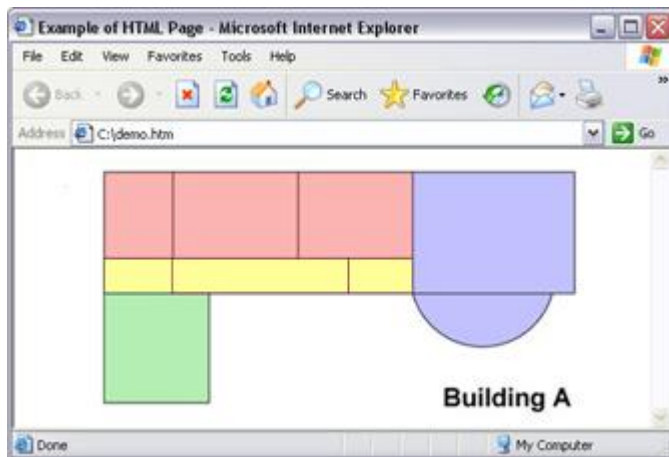 Example of HTML Page - Microsoft Internet Explorer
File Edit View Favorites Tools Help
Back Search Favorites »
Address C:\demo.htm Go
Building A
Done My Computer